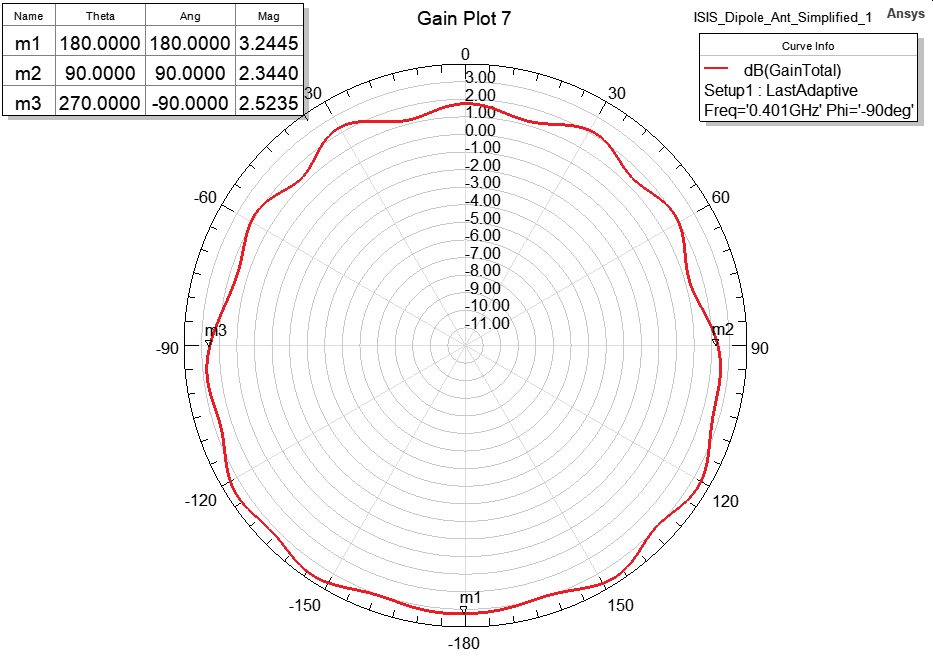 Name Theta Ang Mag
m1 180.0000 180.0000 3.2445
m2 90.0000 90.0000 2.3440
m3 270.0000 -90.0000 2.5235
Gain Plot 7
ISIS_Dipole_Ant_Simplified_1
Ansys
Curve Info
dB(GainTotal)
Setup1 : LastAdaptive
Freq='0.401GHz' Phi='-90deg'
0
30
30
-60
60
-90
90
-120
120
-150
150
-180
3.00
2.00
1.00
0.00
-1.00
-2.00
-3.00
-4.00
-5.00
-6.00
-7.00
-8.00
-9.00
-10.00
-11.00
m3
m2
m1